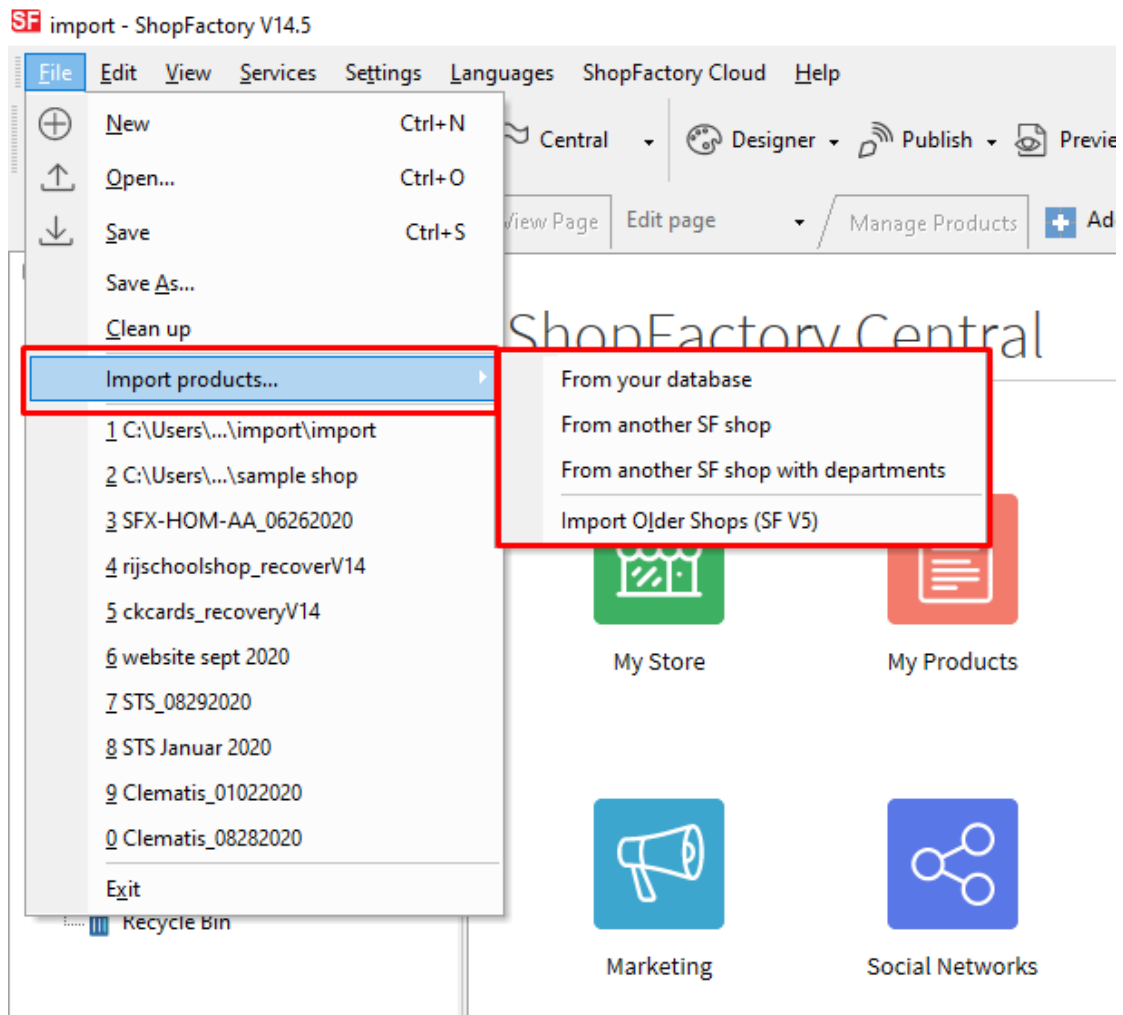 SF import - ShopFactory V14.5
File Edit View Services Settings Languages ShopFactory Cloud Help
New Ctrl+N
Central Designer Publish
Open... Ctrl+O
View Page Edit page Manage Products
Save Ctrl+S
Save As...
Clean up
ShopFactory Central
Import products...
From your database
From another SF shop
From another SF shop with departments
Import Older Shops (SF V5)
1 C:\Users\...\import\import
2 C:\Users\...\sample shop
3 SFX-HOM-AA_06262020
4 rijschoolshop_recoverV14
5 ckcards_recoveryV14
6 website sept 2020
7 STS_08292020
8 STS Januar 2020
9 Clematis_01022020
0 Clematis_08282020
Exit
Recycle Bin
My Store My Products
Marketing Social Networks